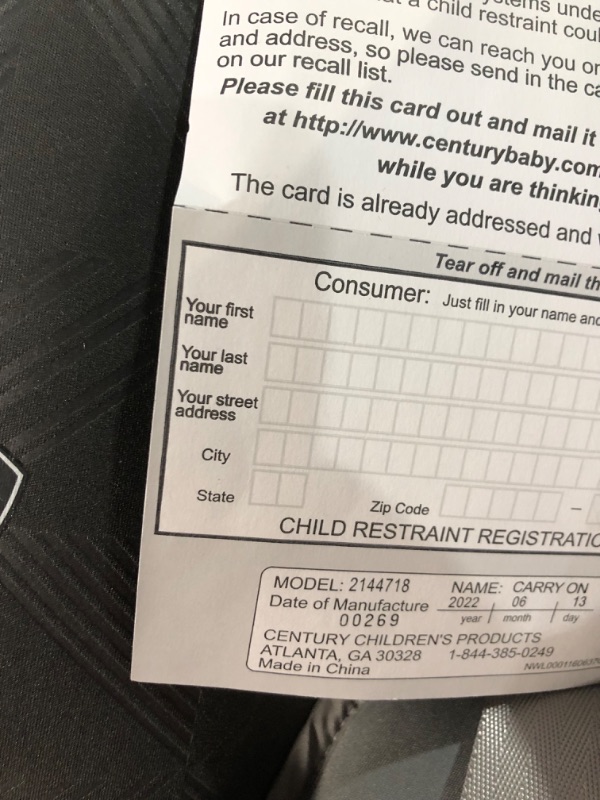 a child restraint coul
In case of recall, we can reach you on
and address, so please send in the ca
on our recall list.
Please fill this card out and mail it
at http://www.centurybaby.com
while you are thinkin
The card is already addressed and
Tear off and mail th
Consumer: Just fill in your name and
Your first
name
Your last
name
Your street
address
City
State
Zip Code –
CHILD RESTRAINT REGISTRATIO
MODEL: 2144718 NAME: CARRY ON
Date of Manufacture 2022 06 13
00269 year month day
CENTURY CHILDREN'S PRODUCTS
ATLANTA, GA 30328 1-844-385-0249
Made in China